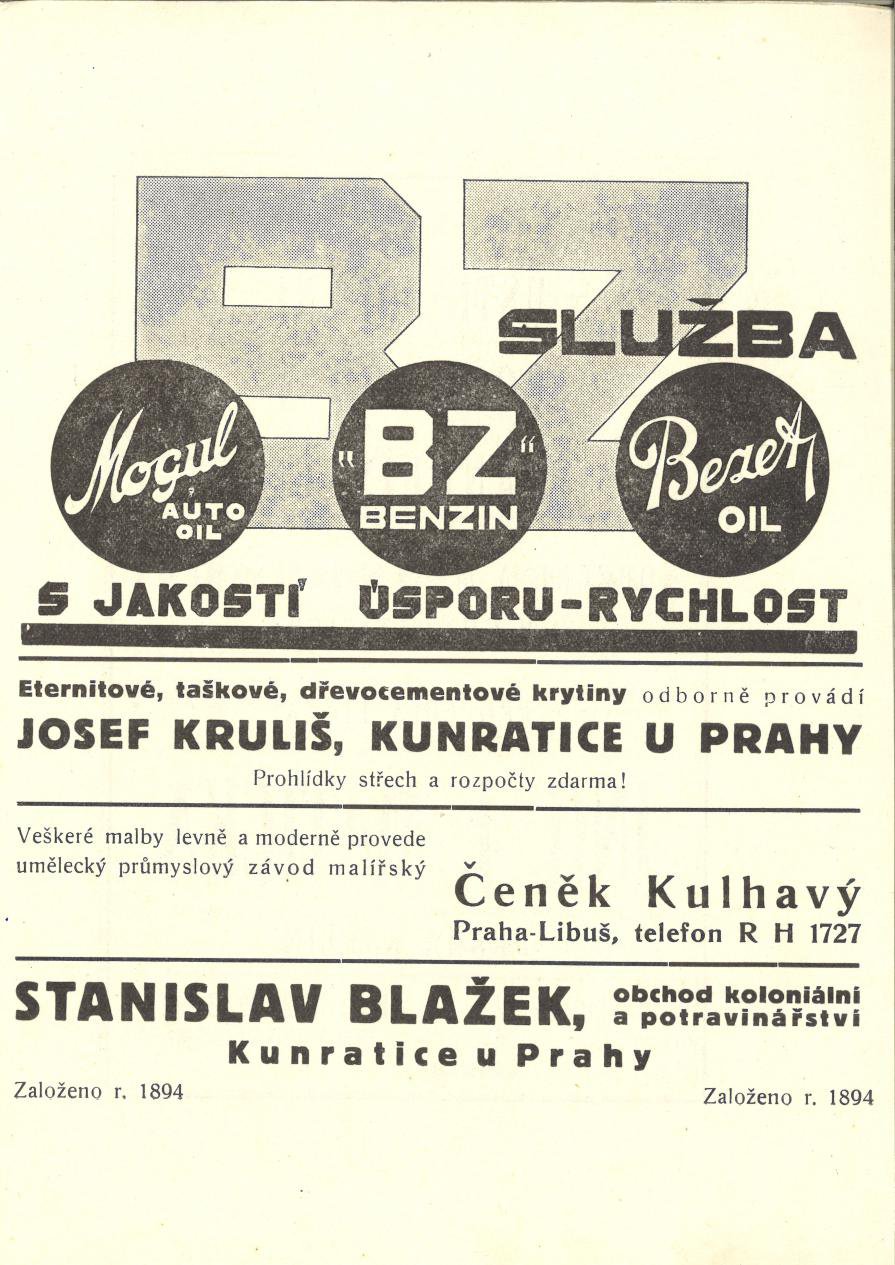 BZ
SLUŽBA
Mogul
AUTO
OIL
"BZ"
BENZIN
Bezet
OIL
S JAKOSTÍ ÚSPORU-RYCHLOST
Eternitové, taškové, dřevocementové krytiny odborně provádí
JOSEF KRULIŠ, KUNRATICE U PRAHY
Prohlídky střech a rozpočty zdarma!
Veškeré malby levně a moderně provede
umělecký průmyslový závod malířský
Čeněk Kulhavý
Praha-Libuš, telefon R H 1727
STANISLAV BLAŽEK, obchod koloniální
a potravinářství
Kunratice u Prahy
Založeno r. 1894
Založeno r. 1894